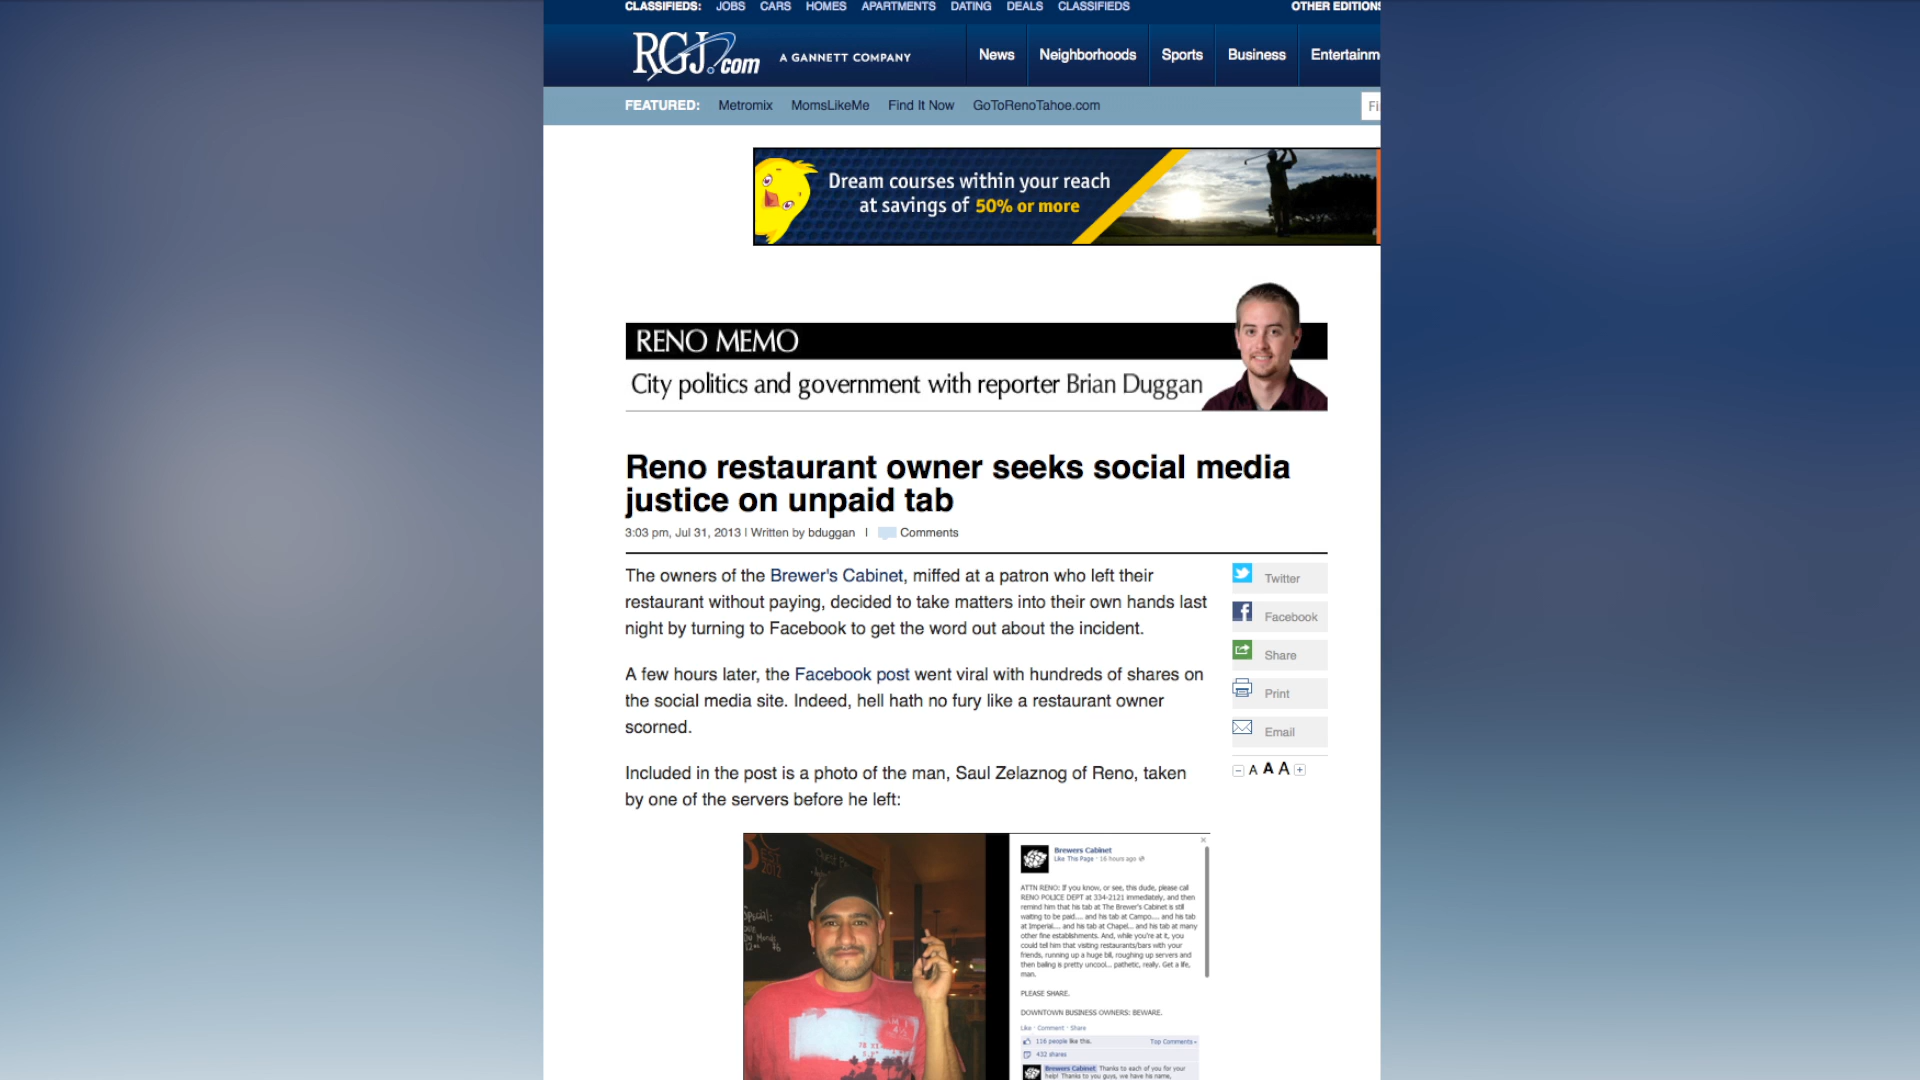 CLASSIFIEDS: JOBS CARS HOMES APARTMENTS DATING DEALS CLASSIFIEDS OTHER EDITIONS
RGJ.com A GANNETT COMPANY News Neighborhoods Sports Business Entertainm
FEATURED: Metromix MomsLikeMe Find It Now GoToRenoTahoe.com Fi
Dream courses within your reach
at savings of 50% or more
RENO MEMO
City politics and government with reporter Brian Duggan
Reno restaurant owner seeks social media
justice on unpaid tab
3:03 pm, Jul 31, 2013 | Written by bduggan | Comments
The owners of the Brewer's Cabinet, miffed at a patron who left their
restaurant without paying, decided to take matters into their own hands last
night by turning to Facebook to get the word out about the incident.
A few hours later, the Facebook post went viral with hundreds of shares on
the social media site. Indeed, hell hath no fury like a restaurant owner
scorned.
Included in the post is a photo of the man, Saul Zelaznog of Reno, taken
by one of the servers before he left:
Twitter
Facebook
Share
Print
Email
A A A
Brewers Cabinet
Like This Page · 16 hours ago
ATTN RENO: If you know, or see, this dude, please call
RENO POLICE DEPT at 334-2121 immediately, and then
remind him that his tab at The Brewer's Cabinet is still
waiting to be paid.... and his tab at Campo.... and his tab
at Imperial.... and his tab at Chapel... and his tab at many
other fine establishments. And, while you're at it, you
could tell him that visiting restaurants/bars with your
friends, running up a huge bill, roughing up servers and
then bailing is pretty uncool... pathetic, really. Get a life,
man.
PLEASE SHARE.
DOWNTOWN BUSINESS OWNERS: BEWARE.
Like · Comment · Share
116 people like this. Top Comments
432 shares
Brewers Cabinet Thanks to each of you for your
help! Thanks to you guys, we have his name,